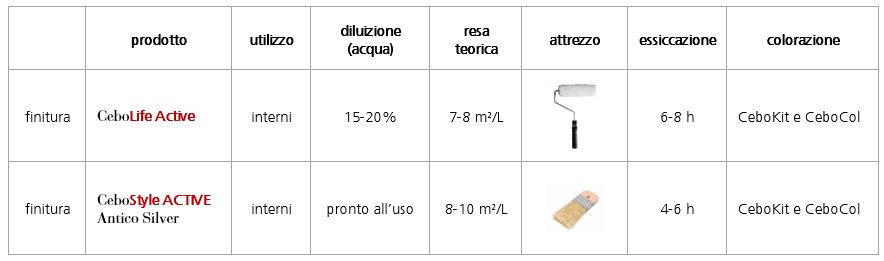 prodotto utilizzo diluizione (acqua) resa teorica attrezzo essiccazione colorazione
finitura CeboLife Active interni 15-20% 7-8 m²/L 6-8 h CeboKit e CeboCol
finitura CeboStyle ACTIVE Antico Silver interni pronto all'uso 8-10 m²/L 4-6 h CeboKit e CeboCol